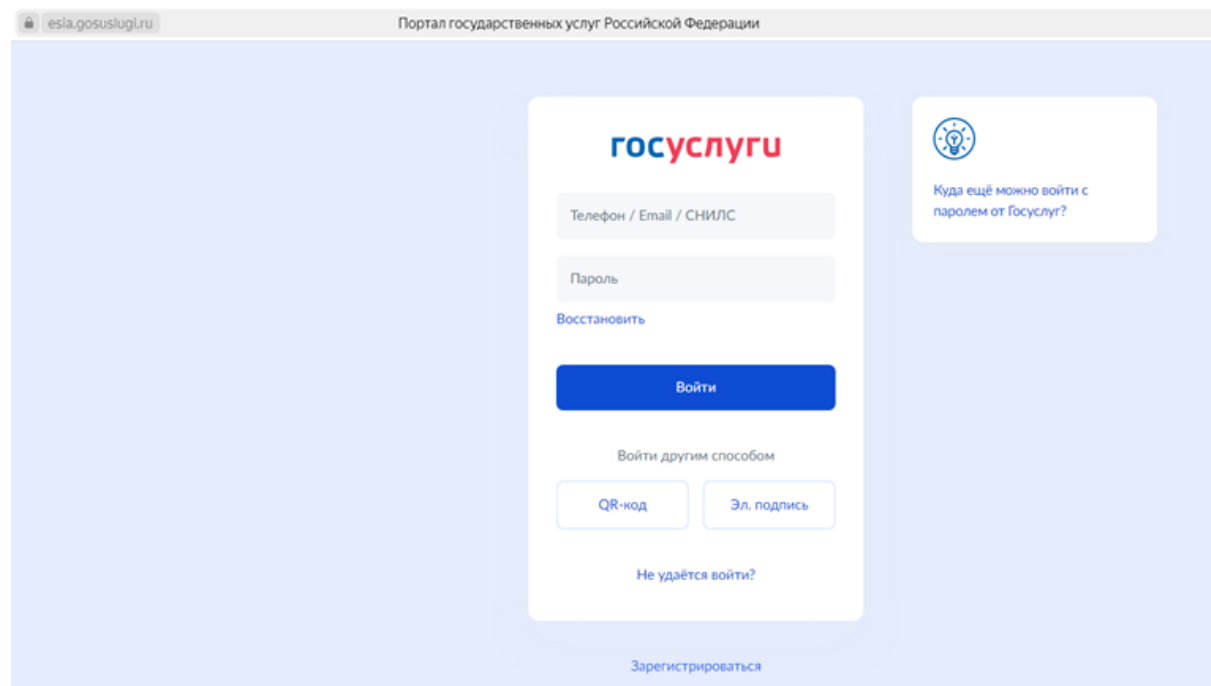 esia.gosuslugi.ru Портал государственных услуг Российской Федерации
госуслуги
Телефон / Email / СНИЛС
Пароль
Восстановить
Войти
Войти другим способом
QR-код Эл. подпись
Не удаётся войти?
Зарегистрироваться
Куда ещё можно войти с
паролем от Госуслуг?